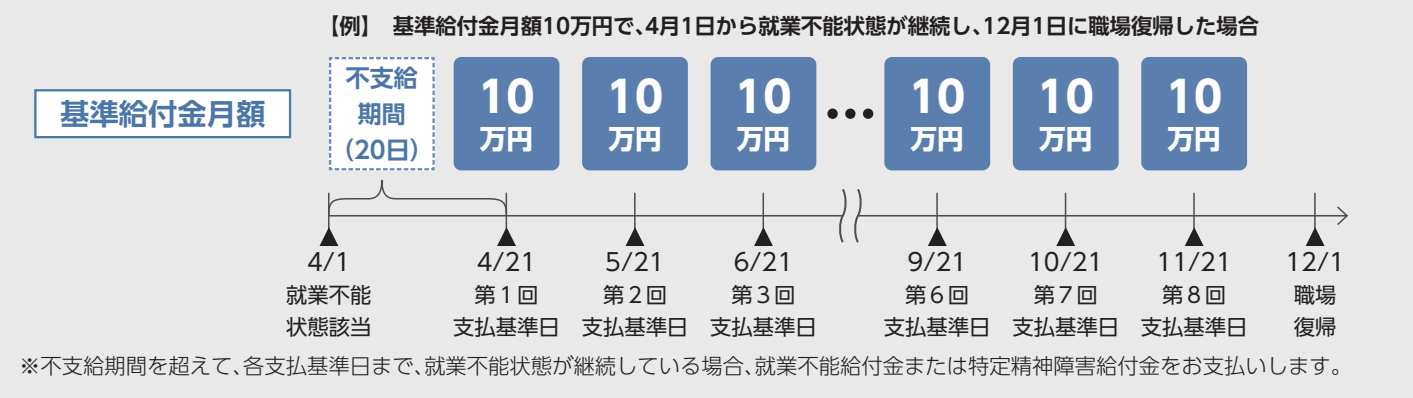 【例】 基準給付金月額10万円で、4月1日から就業不能状態が継続し、12月1日に職場復帰した場合
基準給付金月額
不支給
期間
(20日)
10
万円
10
万円
10
万円
•••
10
万円
10
万円
10
万円
4/1
就業不能
状態該当
4/21
第1回
支払基準日
5/21
第2回
支払基準日
6/21
第3回
支払基準日
9/21
第6回
支払基準日
10/21
第7回
支払基準日
11/21
第8回
支払基準日
12/1
職場
復帰
※不支給期間を超えて、各支払基準日まで、就業不能状態が継続している場合、就業不能給付金または特定精神障害給付金をお支払いします。